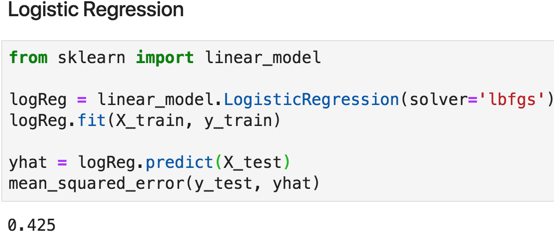 Logistic Regression
from sklearn import linear_model
logReg = linear_model.LogisticRegression(solver='lbfgs')
logReg.fit(X_train, y_train)
yhat = logReg.predict(X_test)
mean_squared_error(y_test, yhat)
0.425